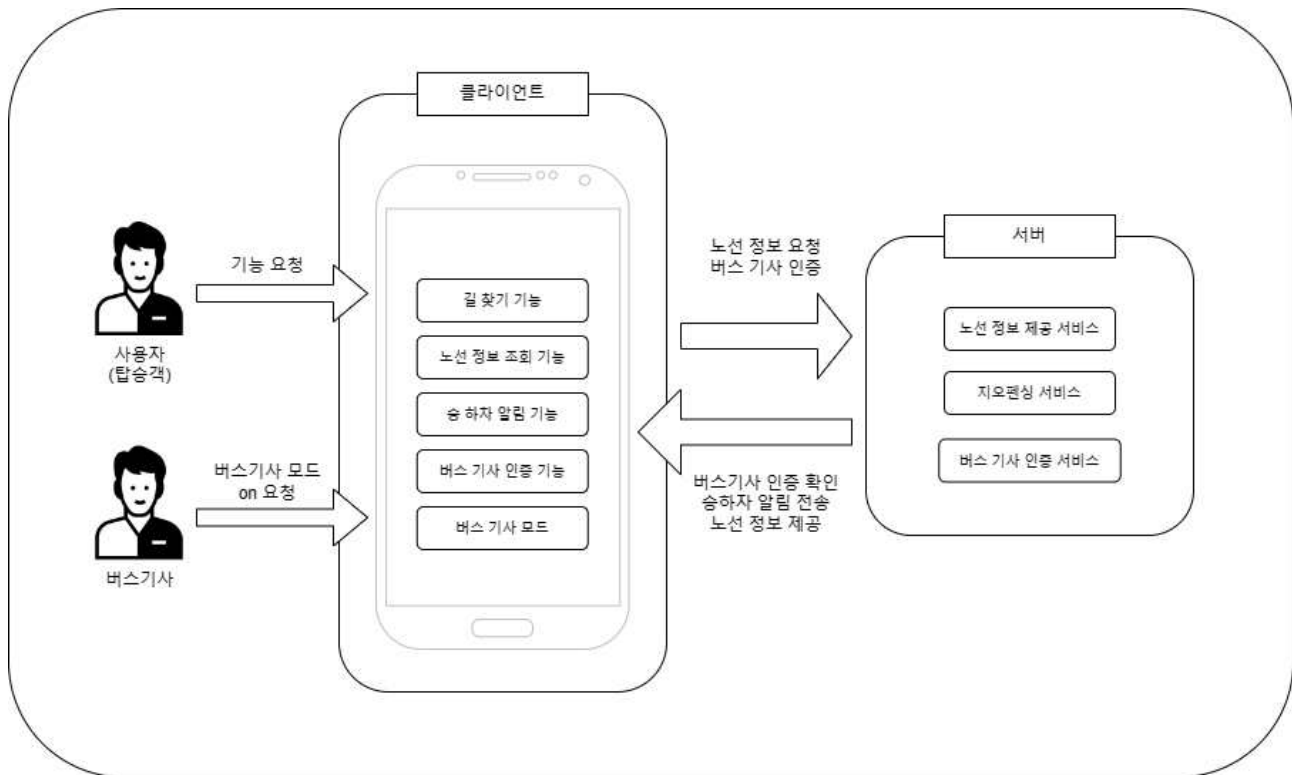 클라이언트
서버
노선 정보 요청
버스 기사 인증
기능 요청
길 찾기 기능
노선 정보 조회 기능
승 하자 알림 기능
버스 기사 인증 기능
버스 기사 모드
사용자
(탑승객)
버스기사 모드
on 요청
버스기사
노선 정보 제공 서비스
지오펜싱 서비스
버스 기사 인증 서비스
버스기사 인증 확인
승하자 알림 전송
노선 정보 제공